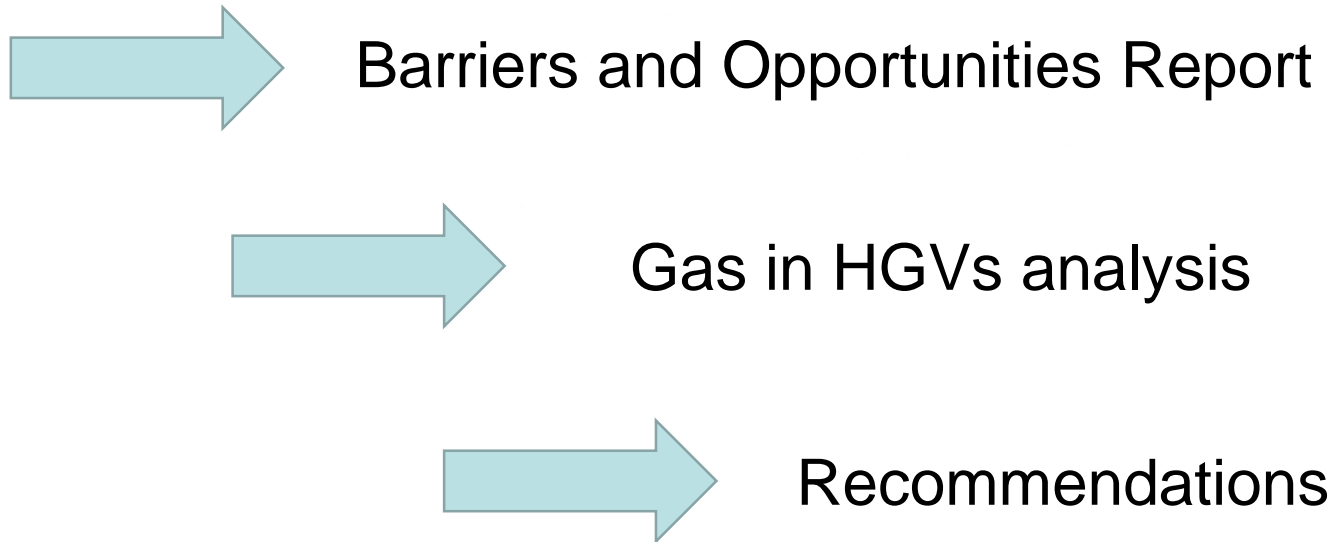 Barriers and Opportunities Report
Gas in HGVs analysis
Recommendations